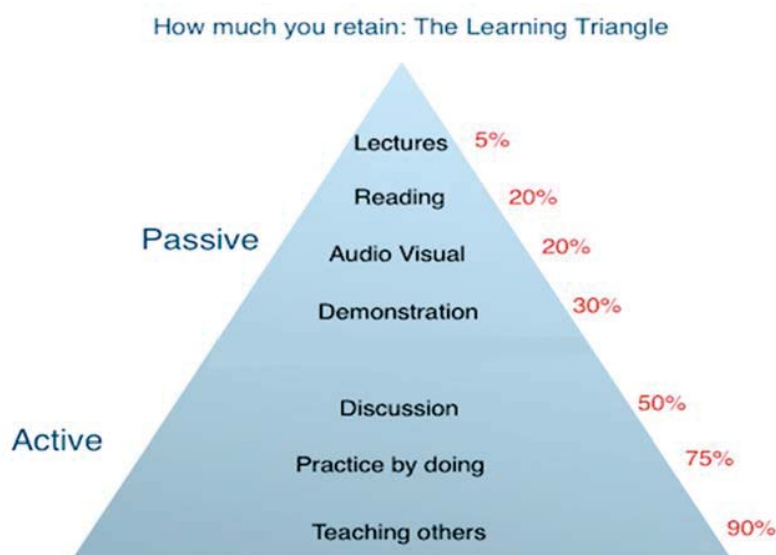 How much you retain: The Learning Triangle
Lectures 5%
Reading 20%
Passive
Audio Visual 20%
Demonstration 30%
Discussion 50%
Active
Practice by doing 75%
Teaching others 90%